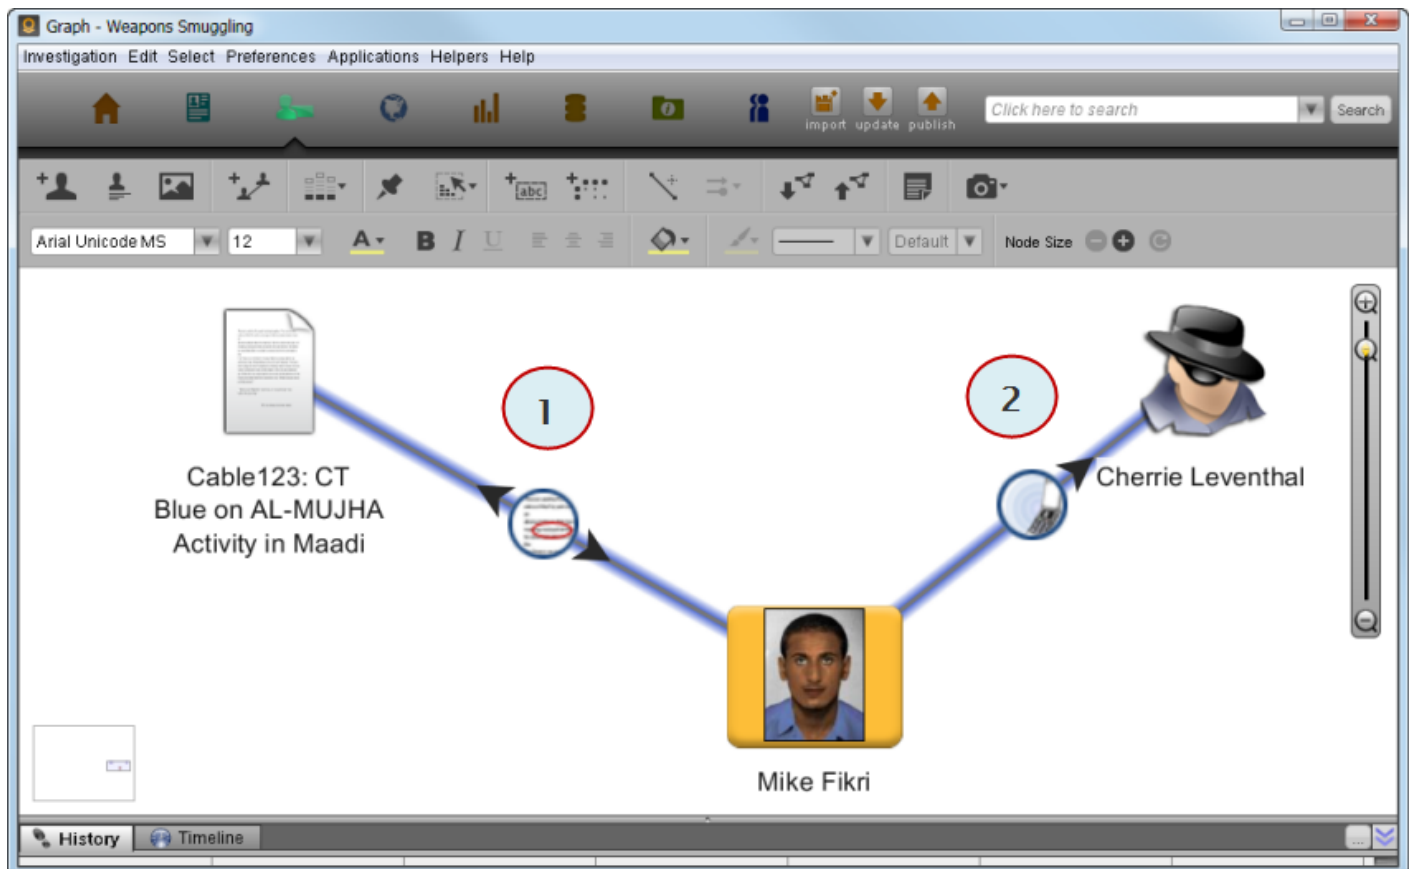 Graph - Weapons Smuggling
Investigation Edit Select Preferences Applications Helpers Help
import update publish
Click here to search
Search
abc
Arial Unicode MS
12
A
B I U
Default
Node Size
1
2
Cable123: CT
Blue on AL-MUJHA
Activity in Maadi
Cherrie Leventhal
Mike Fikri
History
Timeline
...